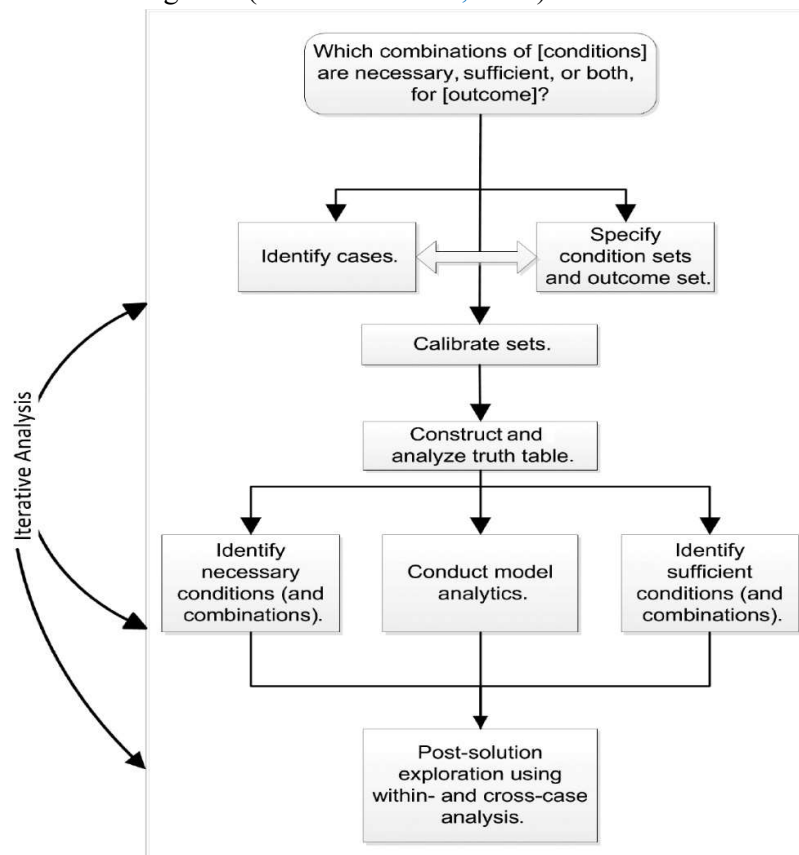 Which combinations of [conditions]
are necessary, sufficient, or both,
for [outcome]?
Identify cases.
Specify
condition sets
and outcome set.
Calibrate sets.
Construct and
analyze truth table.
Iterative Analysis
Identify
necessary
conditions (and
combinations).
Conduct model
analytics.
Identify
sufficient
conditions (and
combinations).
Post-solution
exploration using
within- and cross-case
analysis.